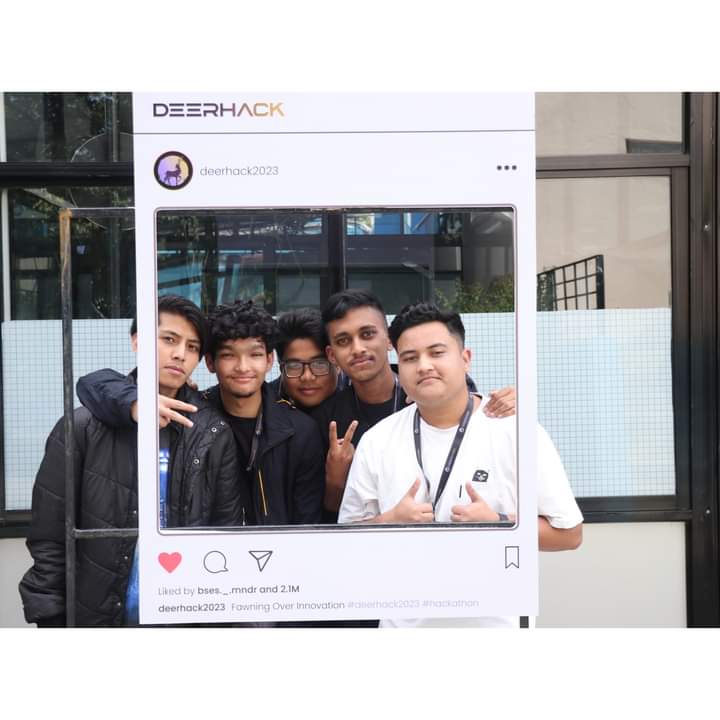 DEERHACK
deerhack2023
Liked by bses._.mndr and 2.1M
deerhack2023 Fawning Over Innovation #deerhack2023 #hackathon